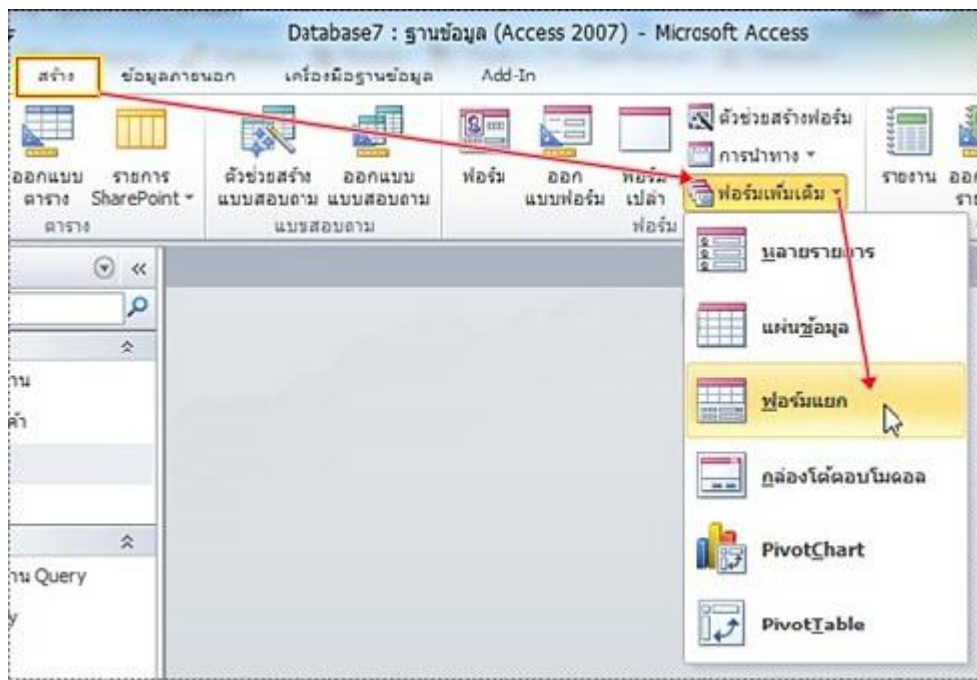 Database7 : ฐานข้อมูล (Access 2007) - Microsoft Access
สร้าง ข้อมูลภายนอก เครื่องมือฐานข้อมูล Add-In
ออกแบบ
ตาราง
รายการ
SharePoint
ตาราง
ตัวช่วยสร้าง
แบบสอบถาม
ออกแบบ
แบบสอบถาม
แบบสอบถาม
ฟอร์ม
ออก
แบบฟอร์ม
ฟอร์ม
เปล่า
ตัวช่วยสร้างฟอร์ม
การนำทาง
ฟอร์มเพิ่มเติม
ฟอร์ม
รายงาน
หลายรายการ
แผ่นข้อมูล
ฟอร์มแยก
กล่องโต้ตอบโมดอล
PivotChart
PivotTable
Query